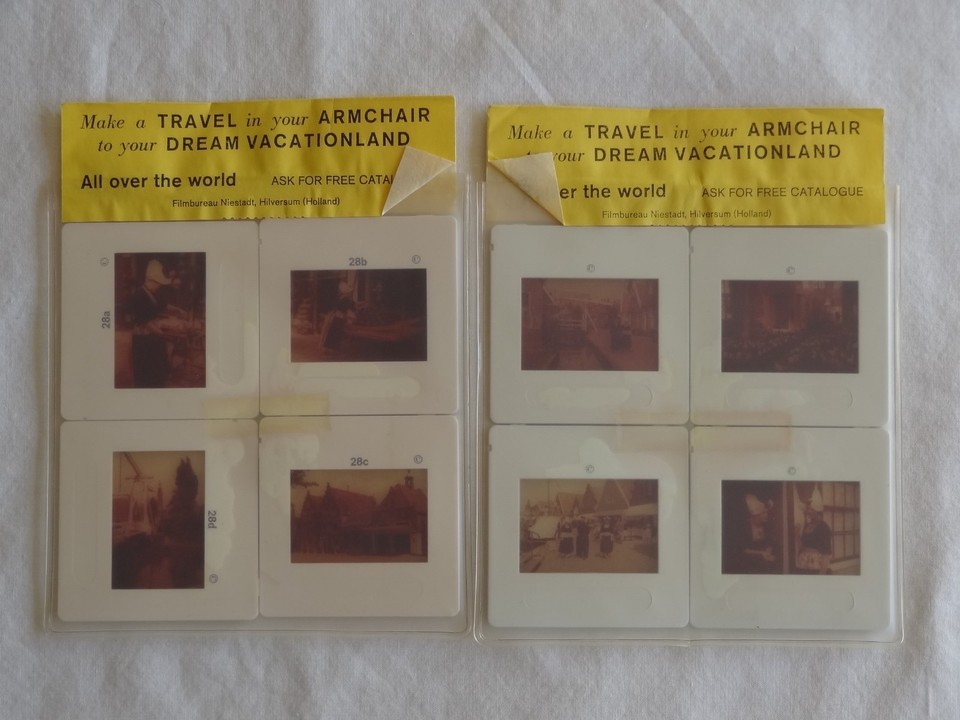 Make a TRAVEL in your ARMCHAIR
to your DREAM VACATIONLAND
All over the world ASK FOR FREE
Filmbureau Niestadt, Hilversum (Holland)
©
28a
28b ©
28d
©
28c ©
Make a TRAVEL in your ARMCHAIR
your DREAM VACATIONLAND
the world ASK FOR FREE CATALOGUE
Filmbureau Niestadt, Hilversum (Holland)
©
©
©
©